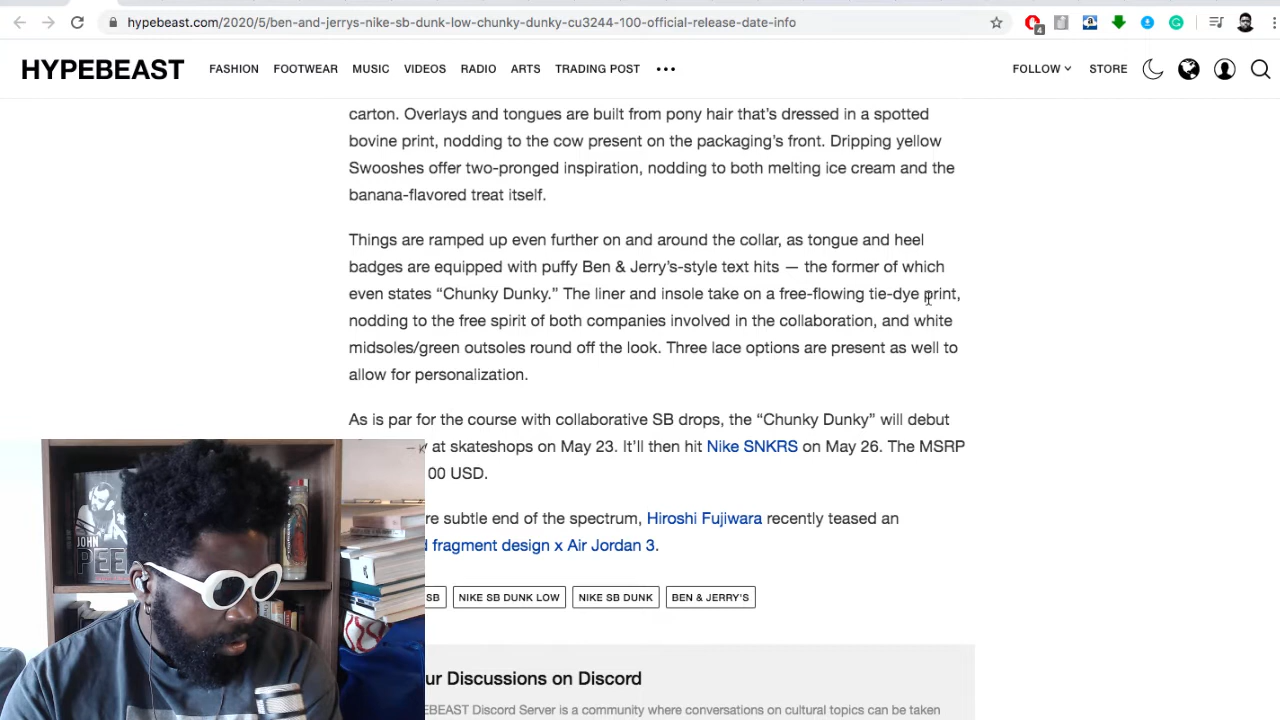 hypebeast.com/2020/5/ben-and-jerrys-nike-sb-dunk-low-chunky-dunky-cu3244-100-official-release-date-info
4
HYPEBEAST FASHION FOOTWEAR MUSIC VIDEOS RADIO ARTS TRADING POST ••• FOLLOW STORE
carton. Overlays and tongues are built from pony hair that’s dressed in a spotted
bovine print, nodding to the cow present on the packaging’s front. Dripping yellow
Swooshes offer two-pronged inspiration, nodding to both melting ice cream and the
banana-flavored treat itself.
Things are ramped up even further on and around the collar, as tongue and heel
badges are equipped with puffy Ben & Jerry’s-style text hits — the former of which
even states “Chunky Dunky.” The liner and insole take on a free-flowing tie-dye print,
nodding to the free spirit of both companies involved in the collaboration, and white
midsoles/green outsoles round off the look. Three lace options are present as well to
allow for personalization.
As is par for the course with collaborative SB drops, the “Chunky Dunky” will debut
at skateshops on May 23. It’ll then hit Nike SNKRS on May 26. The MSRP
00 USD.
re subtle end of the spectrum, Hiroshi Fujiwara recently teased an
d fragment design x Air Jordan 3.
SB NIKE SB DUNK LOW NIKE SB DUNK BEN & JERRY’S
ur Discussions on Discord
EBEAST Discord Server is a community where conversations on cultural topics can be taken
JOHN
PEE